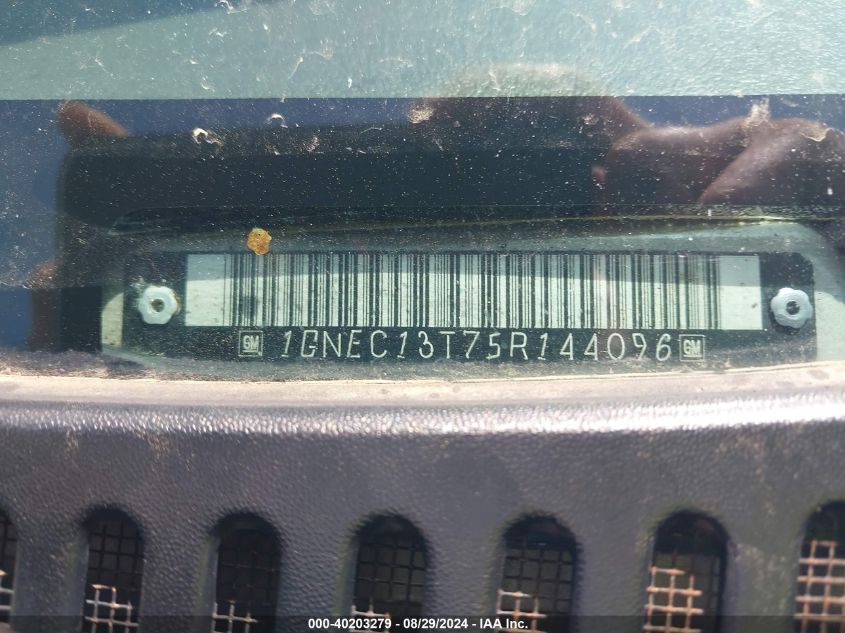 GM 1GNEC13T75R144096 GM
000-40203279 - 08/29/2024 - IAA Inc.